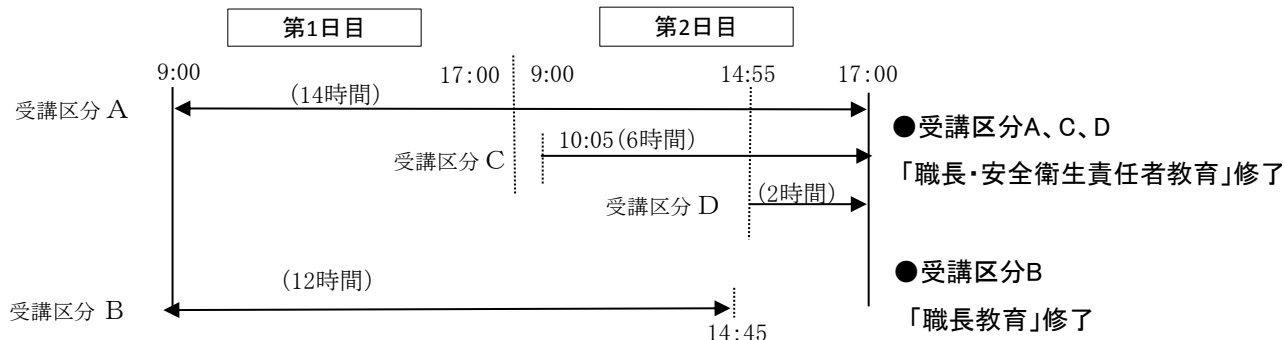 第1日目
第2日目
9:00
17:00
9:00
14:55
17:00
受講区分 A
(14時間)
●受講区分A、C、D
受講区分 C
10:05(6時間)
「職長・安全衛生責任者教育」修了
受講区分 D
(2時間)
(12時間)
●受講区分B
受講区分 B
「職長教育」修了
14:45